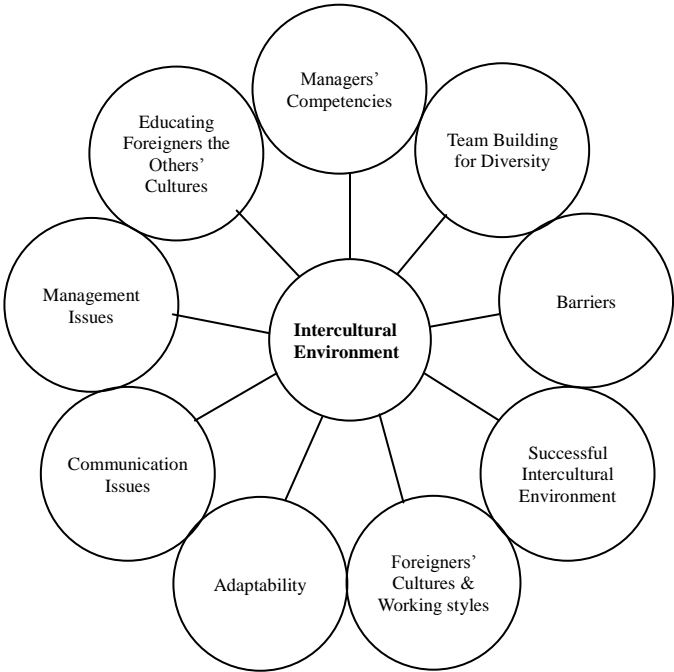 Managers’
Competencies
Team Building
for Diversity
Barriers
Successful
Intercultural
Environment
Foreigners’
Cultures &
Working styles
Adaptability
Communication
Issues
Management
Issues
Educating
Foreigners the
Others’
Cultures
Intercultural
Environment